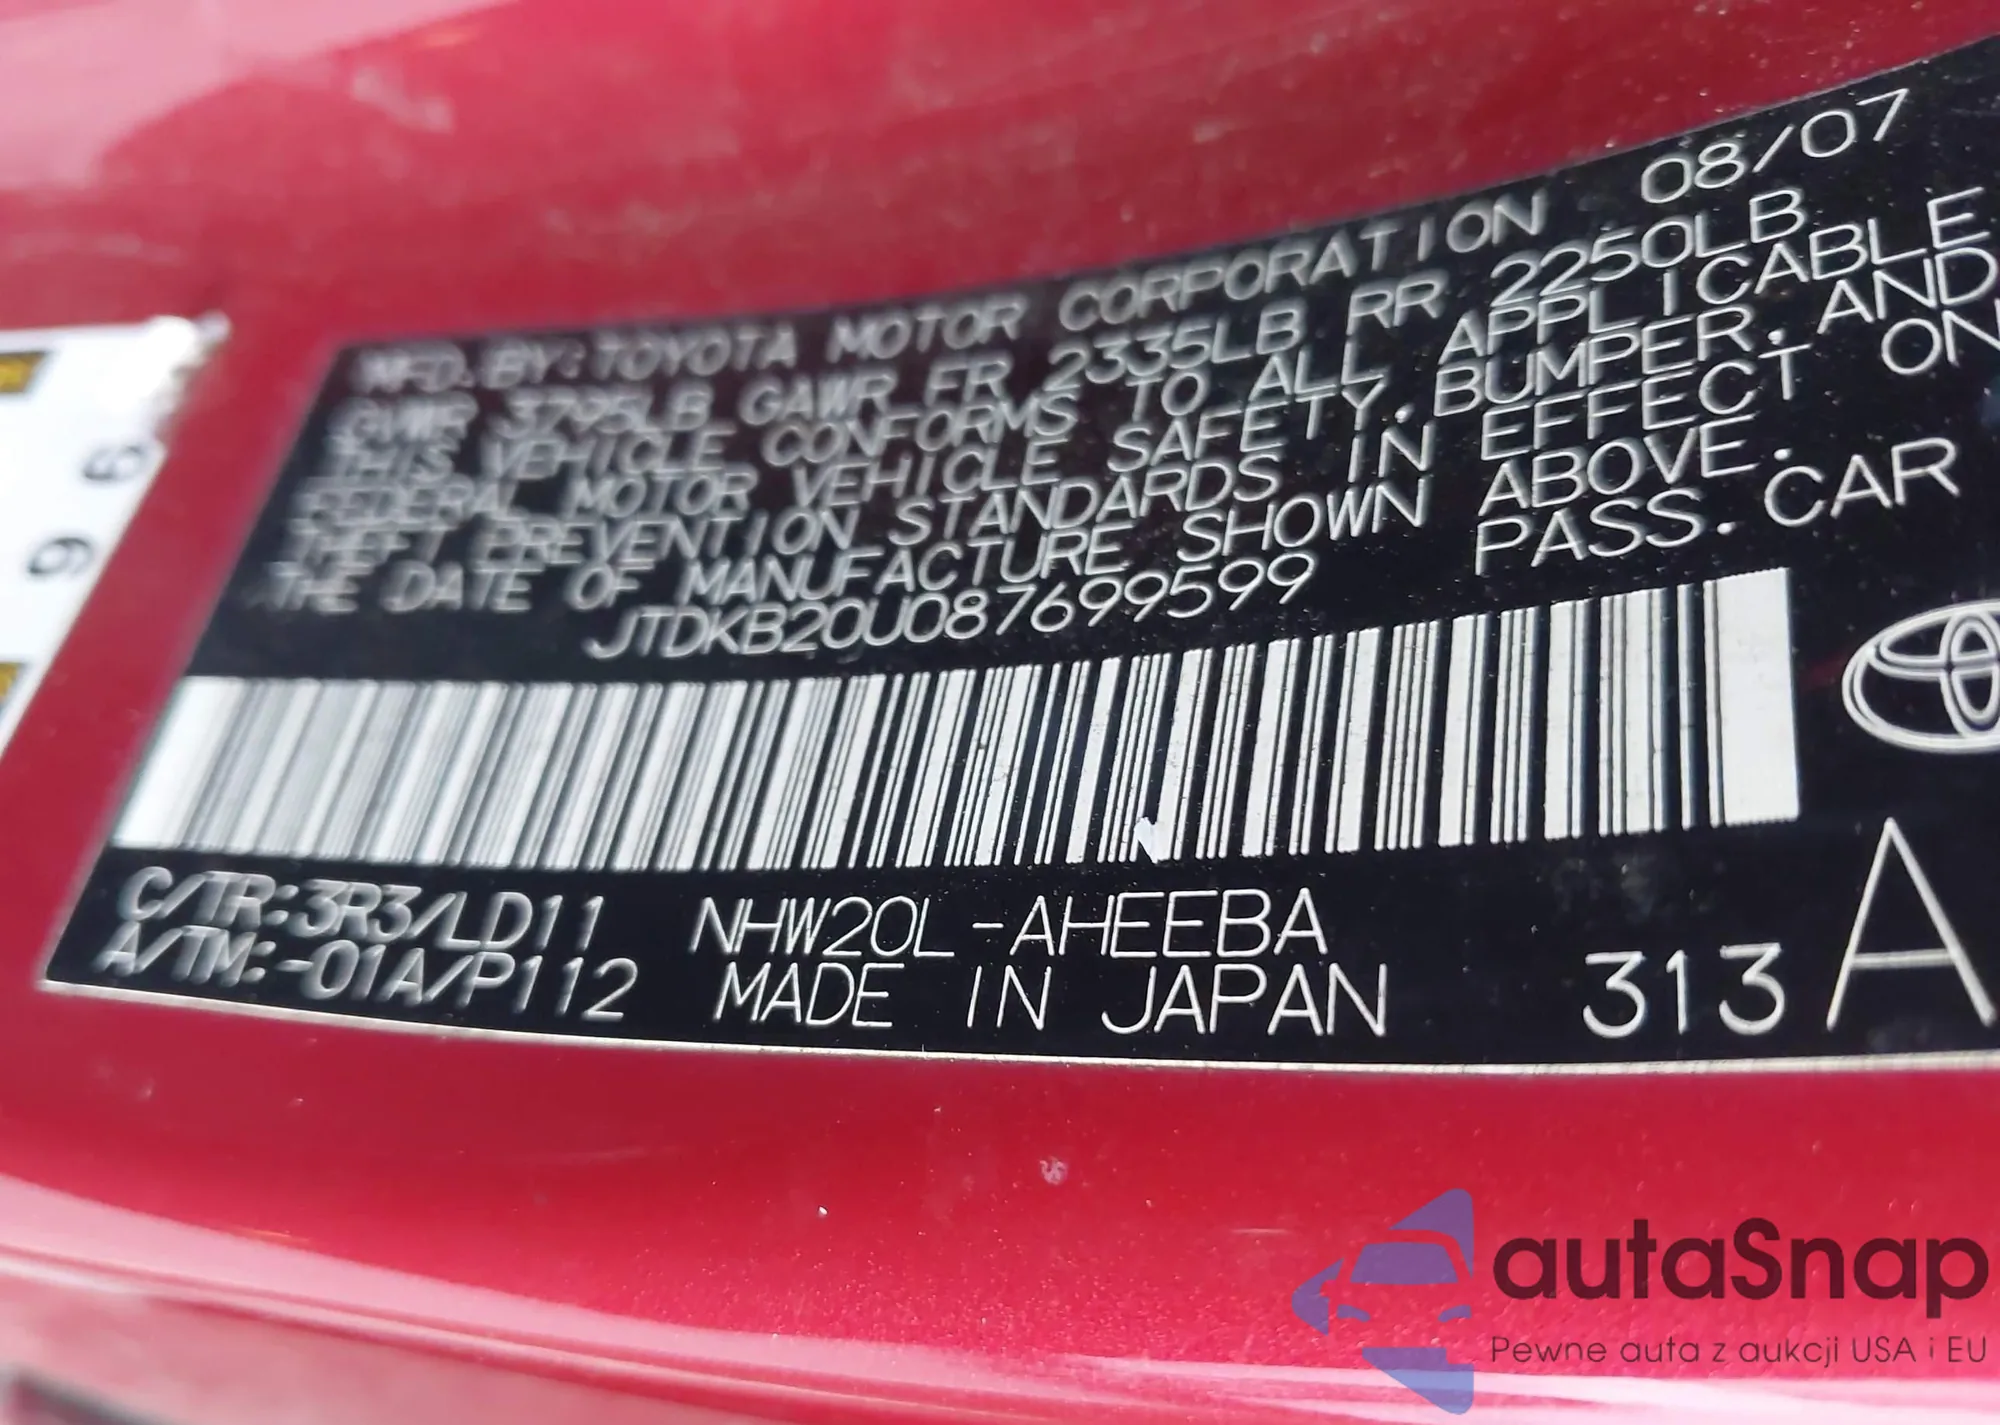 MFD. BY: TOYOTA MOTOR CORPORATION 08/07
GVWR 3795LB GAWR FR 2335LB RR 2250LB
THIS VEHICLE CONFORMS TO ALL APPLICABLE
FEDERAL MOTOR VEHICLE SAFETY, BUMPER, AND
THEFT PREVENTION STANDARDS IN EFFECT ON
THE DATE OF MANUFACTURE SHOWN ABOVE.
JTDKB20U087699599 PASS. CAR
C/TR:3R3/LD11 NHW20L-AHEEBA
A/TM:-01A/P112 MADE IN JAPAN 313A
9 6
autaSnap
Pewne auta z aukcji USA i EU